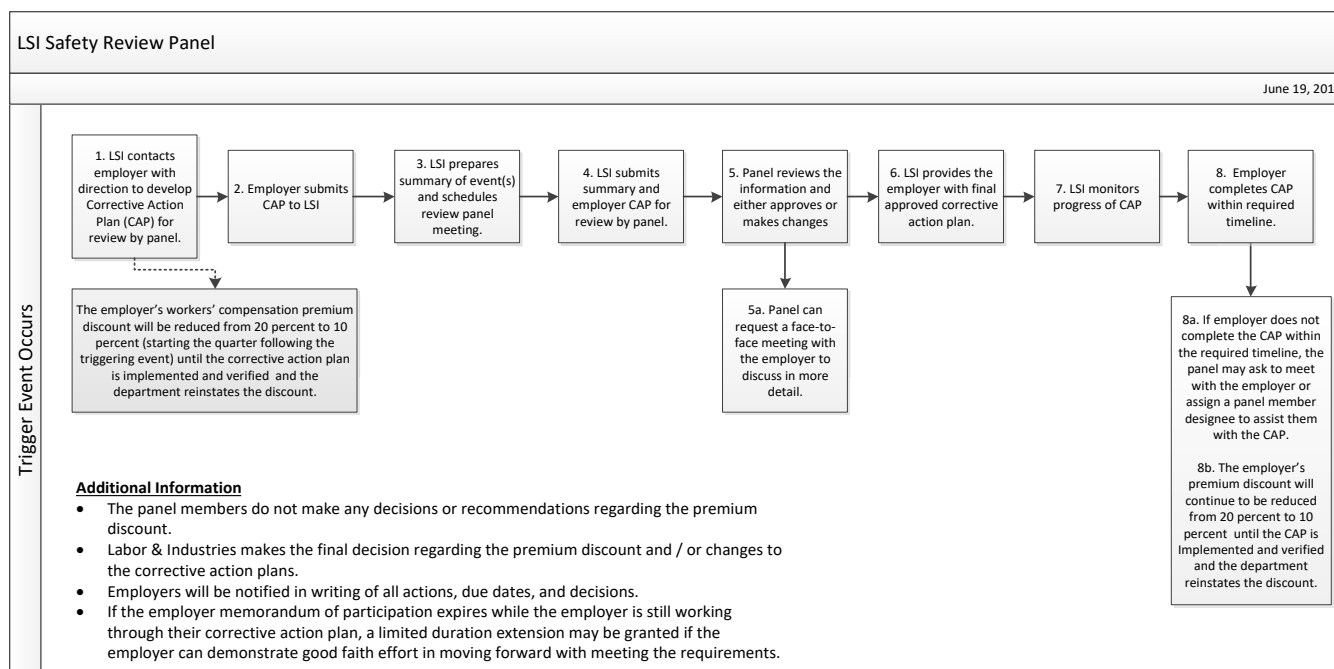 LSI Safety Review Panel
June 19, 201
Trigger Event Occurs
1. LSI contacts
employer with
direction to develop
Corrective Action
Plan (CAP) for
review by panel.
2. Employer submits
CAP to LSI
3. LSI prepares
summary of event(s)
and schedules
review panel
meeting.
4. LSI submits
summary and
employer CAP for
review by panel.
5. Panel reviews the
information and
either approves or
makes changes
6. LSI provides the
employer with final
approved corrective
action plan.
7. LSI monitors
progress of CAP
8. Employer
completes CAP
within required
timeline.
The employer’s workers’ compensation premium
discount will be reduced from 20 percent to 10
percent (starting the quarter following the
triggering event) until the corrective action plan
is implemented and verified and the
department reinstates the discount.
5a. Panel can
request a face-to-
face meeting with
the employer to
discuss in more
detail.
8a. If employer does not
complete the CAP within
the required timeline, the
panel may ask to meet
with the employer or
assign a panel member
designee to assist them
with the CAP.
8b. The employer’s
premium discount will
continue to be reduced
from 20 percent to 10
percent until the CAP is
Implemented and verified
and the department
reinstates the discount.
Additional Information
• The panel members do not make any decisions or recommendations regarding the premium
discount.
• Labor & Industries makes the final decision regarding the premium discount and / or changes to
the corrective action plans.
• Employers will be notified in writing of all actions, due dates, and decisions.
• If the employer memorandum of participation expires while the employer is still working
through their corrective action plan, a limited duration extension may be granted if the
employer can demonstrate good faith effort in moving forward with meeting the requirements.